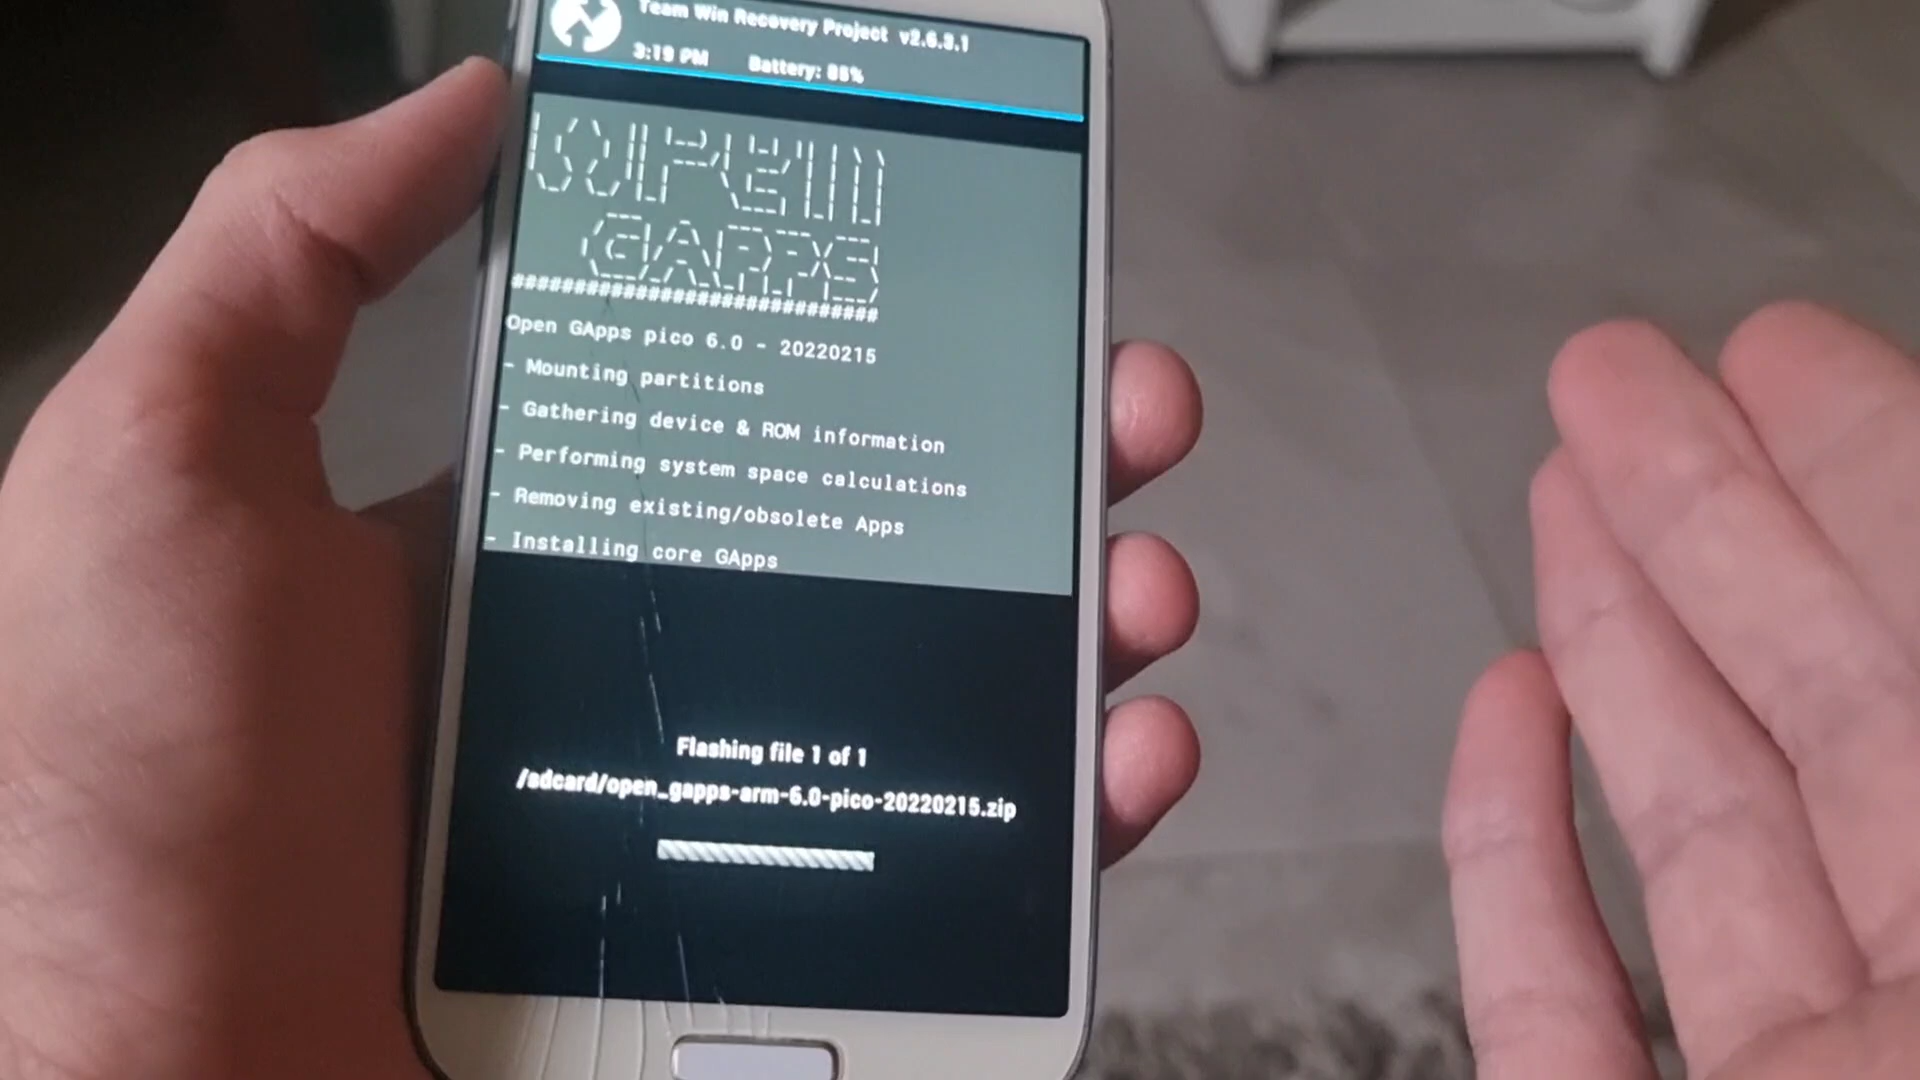 Team Win Recovery Project v2.6.3.1
3:19 PM Battery: 85%
OPEN
GAPPS
##############################
Open GApps pico 6.0 - 20220215
- Mounting partitions
- Gathering device & ROM information
- Performing system space calculations
- Removing existing/obsolete Apps
- Installing core GApps
Flashing file 1 of 1
/sdcard/open_gapps-arm-6.0-pico-20220215.zip